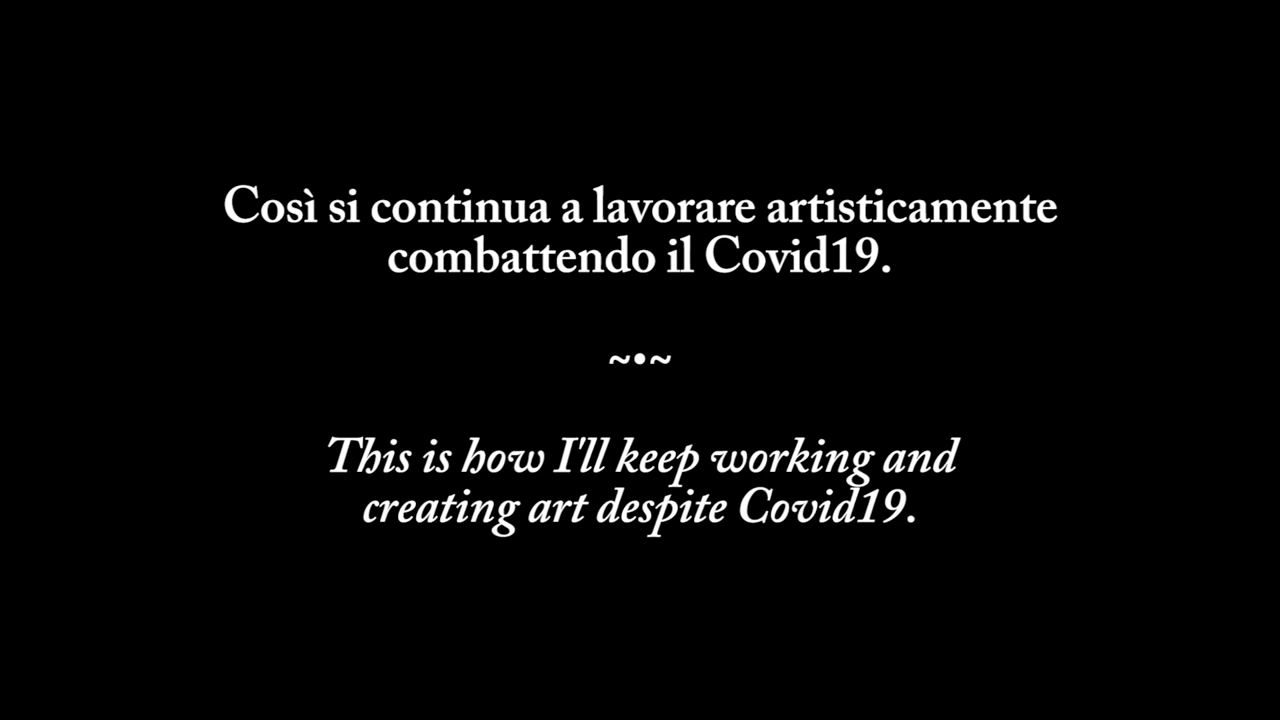 Così si continua a lavorare artisticamente
combattendo il Covid19.
~•~
This is how I'll keep working and
creating art despite Covid19.